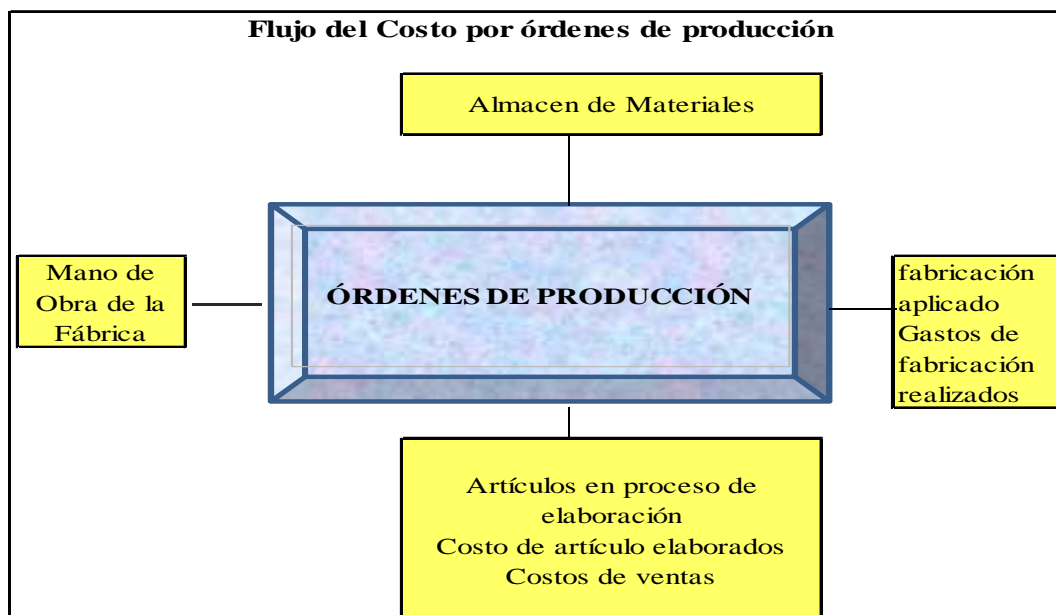 Flujo del Costo por órdenes de producción
Almacen de Materiales
Mano de
Obra de la
Fábrica
ÓRDENES DE PRODUCCIÓN
fabricación
aplicado
Gastos de
fabricación
realizados
Artículos en proceso de
elaboración
Costo de artículo elaborados
Costos de ventas